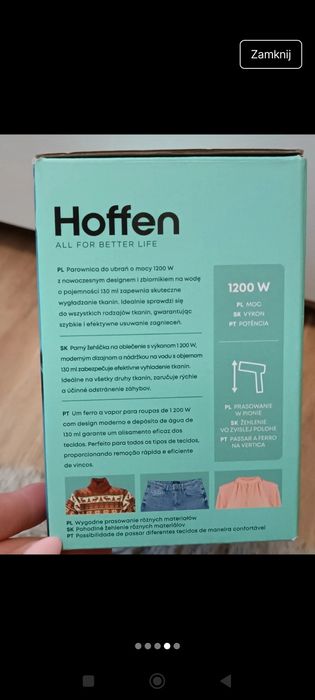 Zamknij
Hoffen
ALL FOR BETTER LIFE
PL Parownica do ubrań o mocy 1200 W
z nowoczesnym designem i zbiornikiem na wodę
o pojemności 130 ml zapewnia skuteczne
wygładzanie tkanin. Idealnie sprawdzi się
do wszystkich rodzajów tkanin, gwarantując
szybkie i efektywne usuwanie zagnieceń.
SK Parný žehlička na oblečenie s výkonom 1 200 W,
moderným dizajnom a nádržkou na vodu s objemom
130 ml zabezpečuje efektívne vyhladenie tkanín.
Ideálne na všetky druhy tkanín, zaručuje rýchle
a účinné odstránenie záhybov.
PT Um ferro a vapor para roupas de 1 200 W
com design moderno e depósito de água de
130 ml garante um alisamento eficaz dos
tecidos. Perfeito para todos os tipos de tecidos,
proporcionando remoção rápida e eficiente
de vincos.
1200 W
PL MOC
SK VÝKON
PT POTÊNCIA
PL PRASOWANIE
W PIONIE
SK ŽEHLENIE
VO ZVISLEJ POLOHE
PT PASSAR A FERRO
NA VERTICA
PL Wygodne prasowanie różnych materiałów
SK Pohodlné žehlenie rôznych materiálov
PT Possibilidade de passar diferentes tecidos de maneira confortável